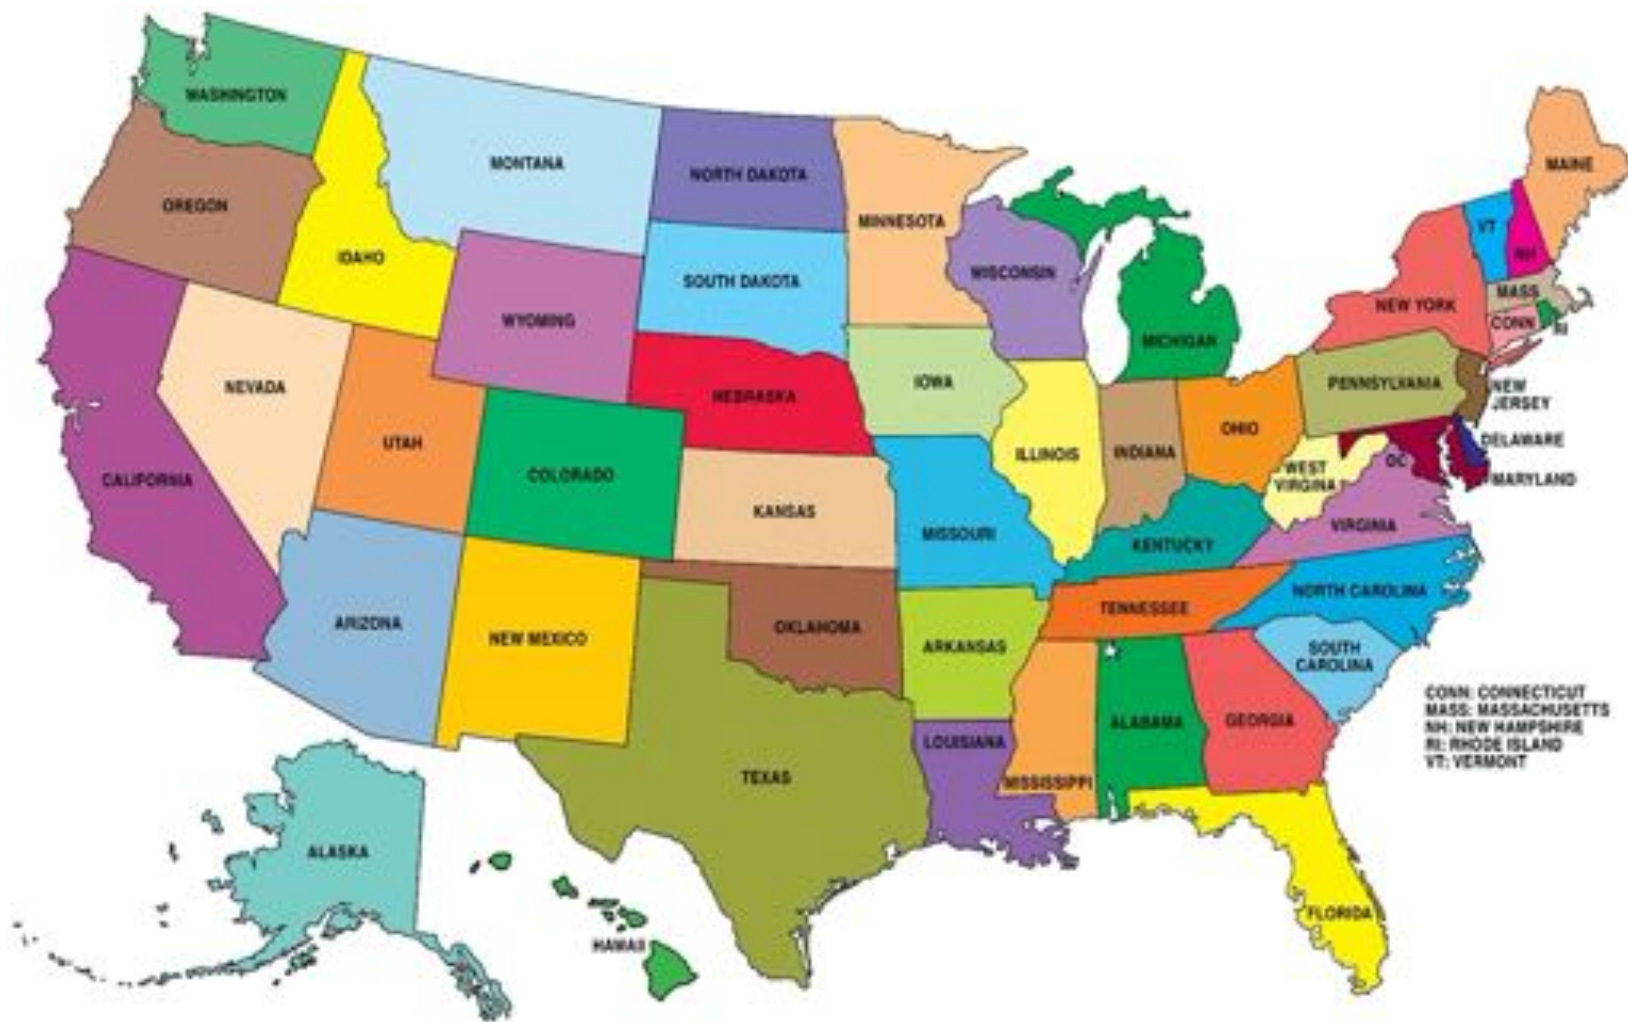 WASHINGTON
MONTANA
NORTH DAKOTA
MINNESOTA
MAINE
OREGON
IDAHO
WYOMING
SOUTH DAKOTA
WISCONSIN
MICHIGAN
NEW YORK
VT
NH
MASS
CONN
RI
NEVADA
UTAH
COLORADO
NEBRASKA
IOWA
ILLINOIS
INDIANA
OHIO
PENNSYLVANIA
NEW
JERSEY
DELAWARE
MARYLAND
DC
WEST
VIRGINA
VIRGINIA
CALIFORNIA
KANSAS
MISSOURI
KENTUCKY
ARIZONA
NEW MEXICO
OKLAHOMA
ARKANSAS
TENNESSEE
NORTH CAROLINA
SOUTH
CAROLINA
TEXAS
LOUISIANA
MISSISSIPPI
ALABAMA
GEORGIA
FLORIDA
ALASKA
HAWAII
CONN: CONNECTICUT
MASS: MASSACHUSETTS
NH: NEW HAMPSHIRE
RI: RHODE ISLAND
VT: VERMONT